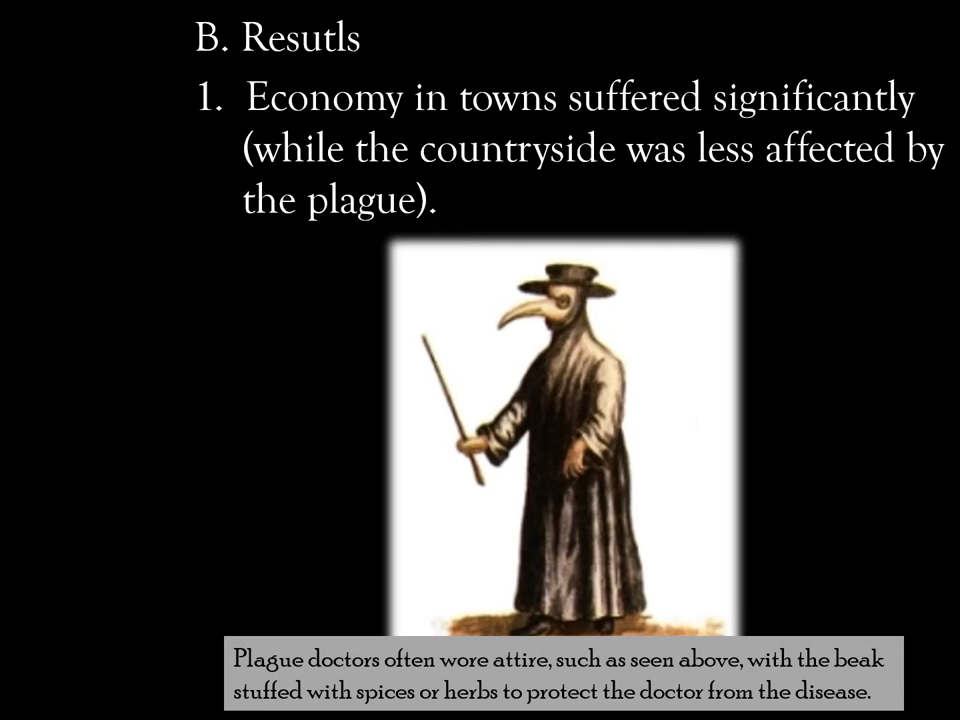 B. Resutls
1. Economy in towns suffered significantly
(while the countryside was less affected by
the plague).
Plague doctors often wore attire, such as seen above, with the beak
stuffed with spices or herbs to protect the doctor from the disease.